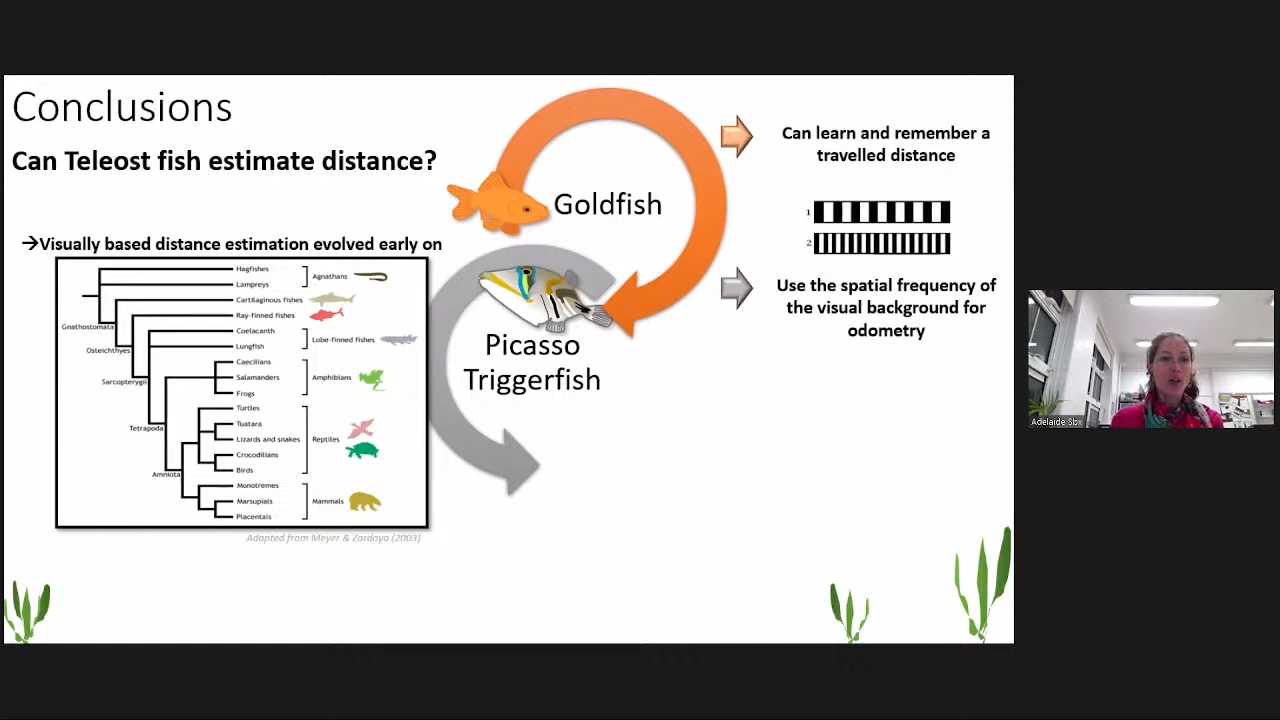 Conclusions
Can Teleost fish estimate distance?
→Visually based distance estimation evolved early on
Hagfishes
Lampreys
Agnathans
Cartilaginous fishes
Ray-finned fishes
Gnathostomata
Coelacanth
Lungfish
Lobe-finned fishes
Osteichthyes
Caecilians
Salamanders
Frogs
Amphibians
Sarcopterygii
Turtles
Tuatara
Lizards and snakes
Crocodilians
Birds
Reptiles
Tetrapoda
Amniota
Monotremes
Marsupials
Placentals
Mammals
Adapted from Meyer & Zardoya (2003)
Goldfish
Picasso
Triggerfish
Can learn and remember a
travelled distance
1
2
Use the spatial frequency of
the visual background for
odometry
Adelaide Sbx